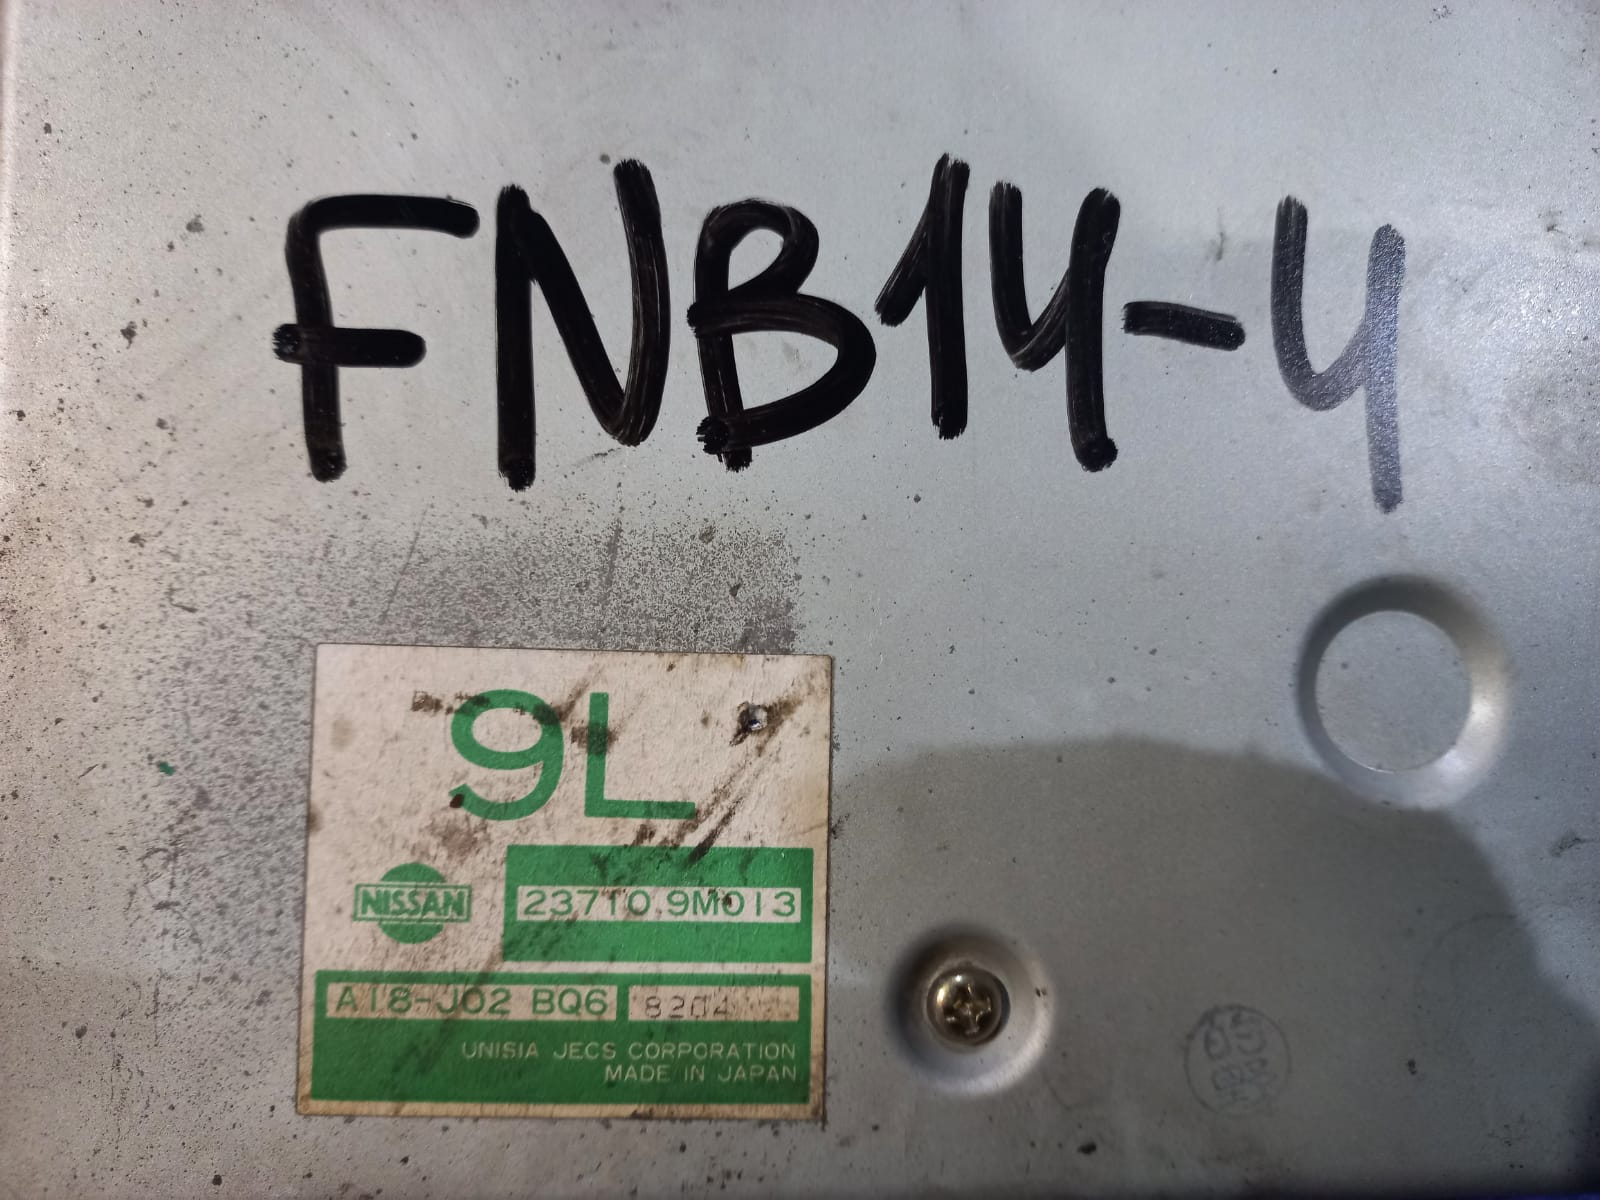 FNB14-4
9L
NISSAN
23710 9M013
A18-J02 BQ6 8204
UNISIA JECS CORPORATION
MADE IN JAPAN